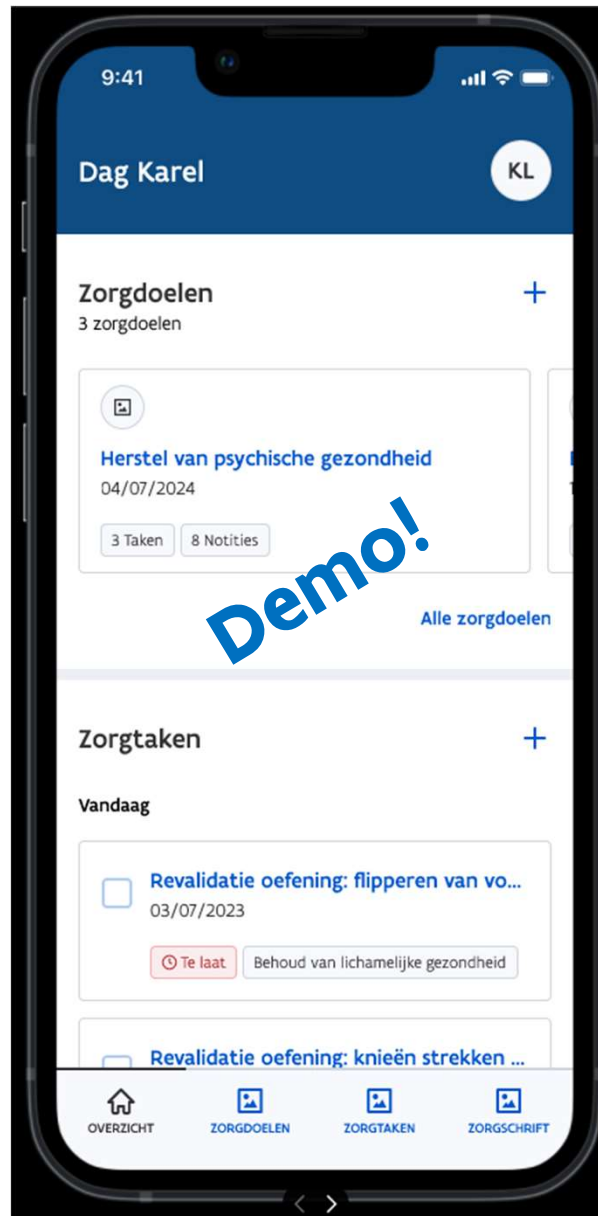 9:41
Dag Karel
KL
Zorgdoelen
3 zorgdoelen
Herstel van psychische gezondheid
04/07/2024
3 Taken
8 Notities
Demo!
Alle zorgdoelen
Zorgtaken
Vandaag
Revalidatie oefening: flipperen van vo...
03/07/2023
Te laat
Behoud van lichamelijke gezondheid
Revalidatie oefening: knieën strekken ...
OVERZICHT
ZORGDOELEN
ZORGTAKEN
ZORGSCHRIFT